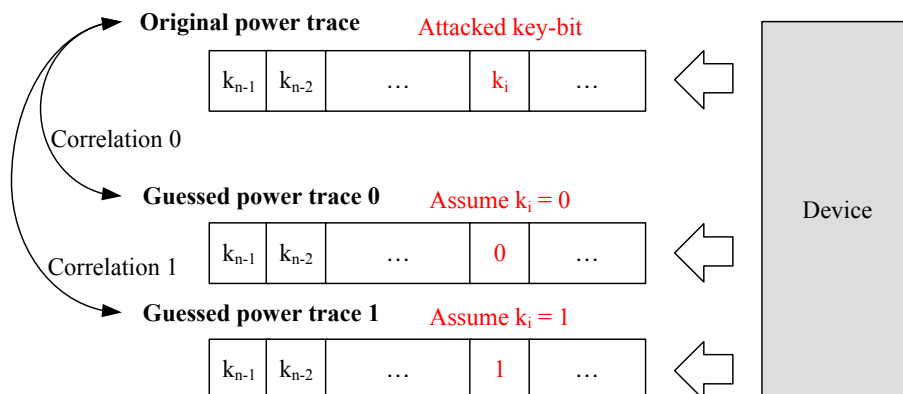 Original power trace Attacked key-bit
kn-1 kn-2 … ki …
Correlation 0
Guessed power trace 0 Assume ki = 0
Device
kn-1 kn-2 … 0 …
Correlation 1
Guessed power trace 1 Assume ki = 1
kn-1 kn-2 … 1 …